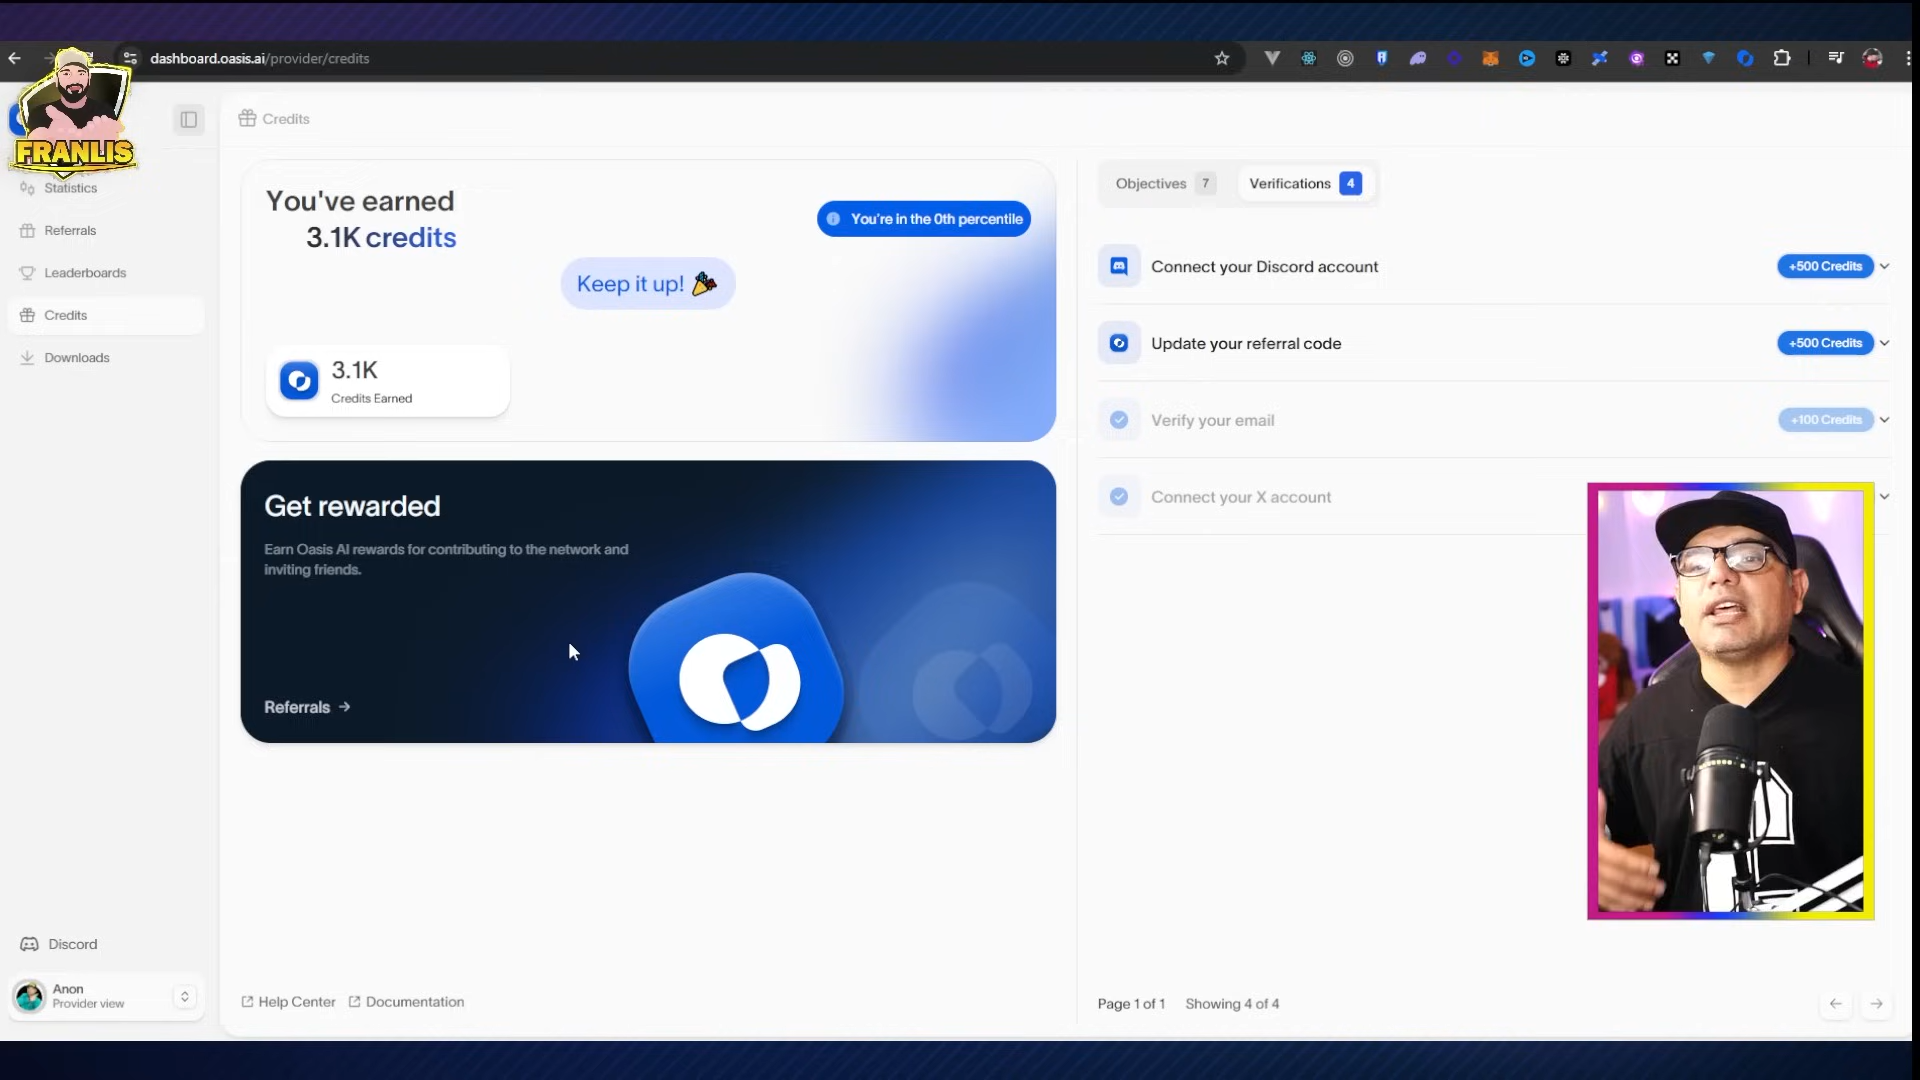 dashboard.oasis.ai/provider/credits
FRANLIS
Statistics
Referrals
Leaderboards
Credits
Downloads
Discord
Anon
Provider view
Credits
You've earned
3.1K credits
You're in the 0th percentile
Keep it up!
3.1K
Credits Earned
Get rewarded
Earn Oasis AI rewards for contributing to the network and
inviting friends.
Referrals
Help Center
Documentation
Objectives 7
Verifications 4
Connect your Discord account
+500 Credits
Update your referral code
+500 Credits
Verify your email
+100 Credits
Connect your X account
Page 1 of 1
Showing 4 of 4